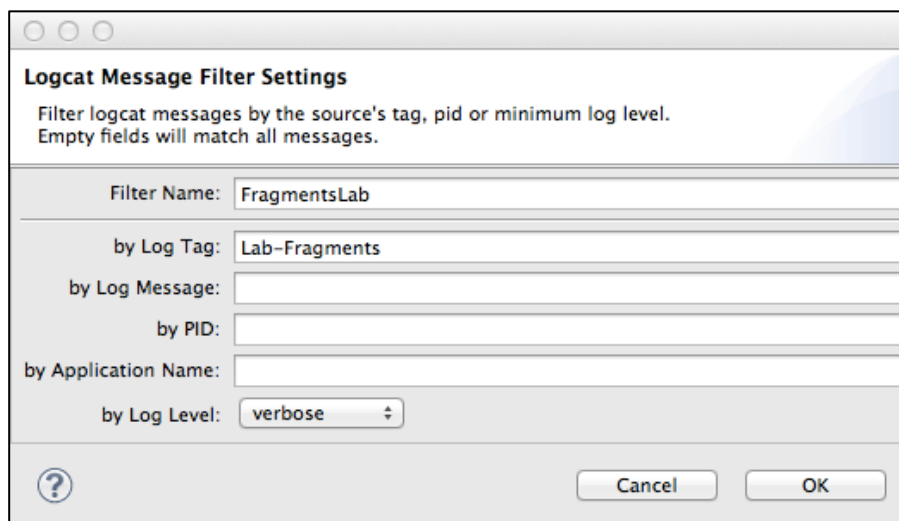 Logcat Message Filter Settings
Filter logcat messages by the source's tag, pid or minimum log level.
Empty fields will match all messages.
Filter Name: FragmentsLab
by Log Tag: Lab-Fragments
by Log Message:
by PID:
by Application Name:
by Log Level: verbose
? Cancel OK